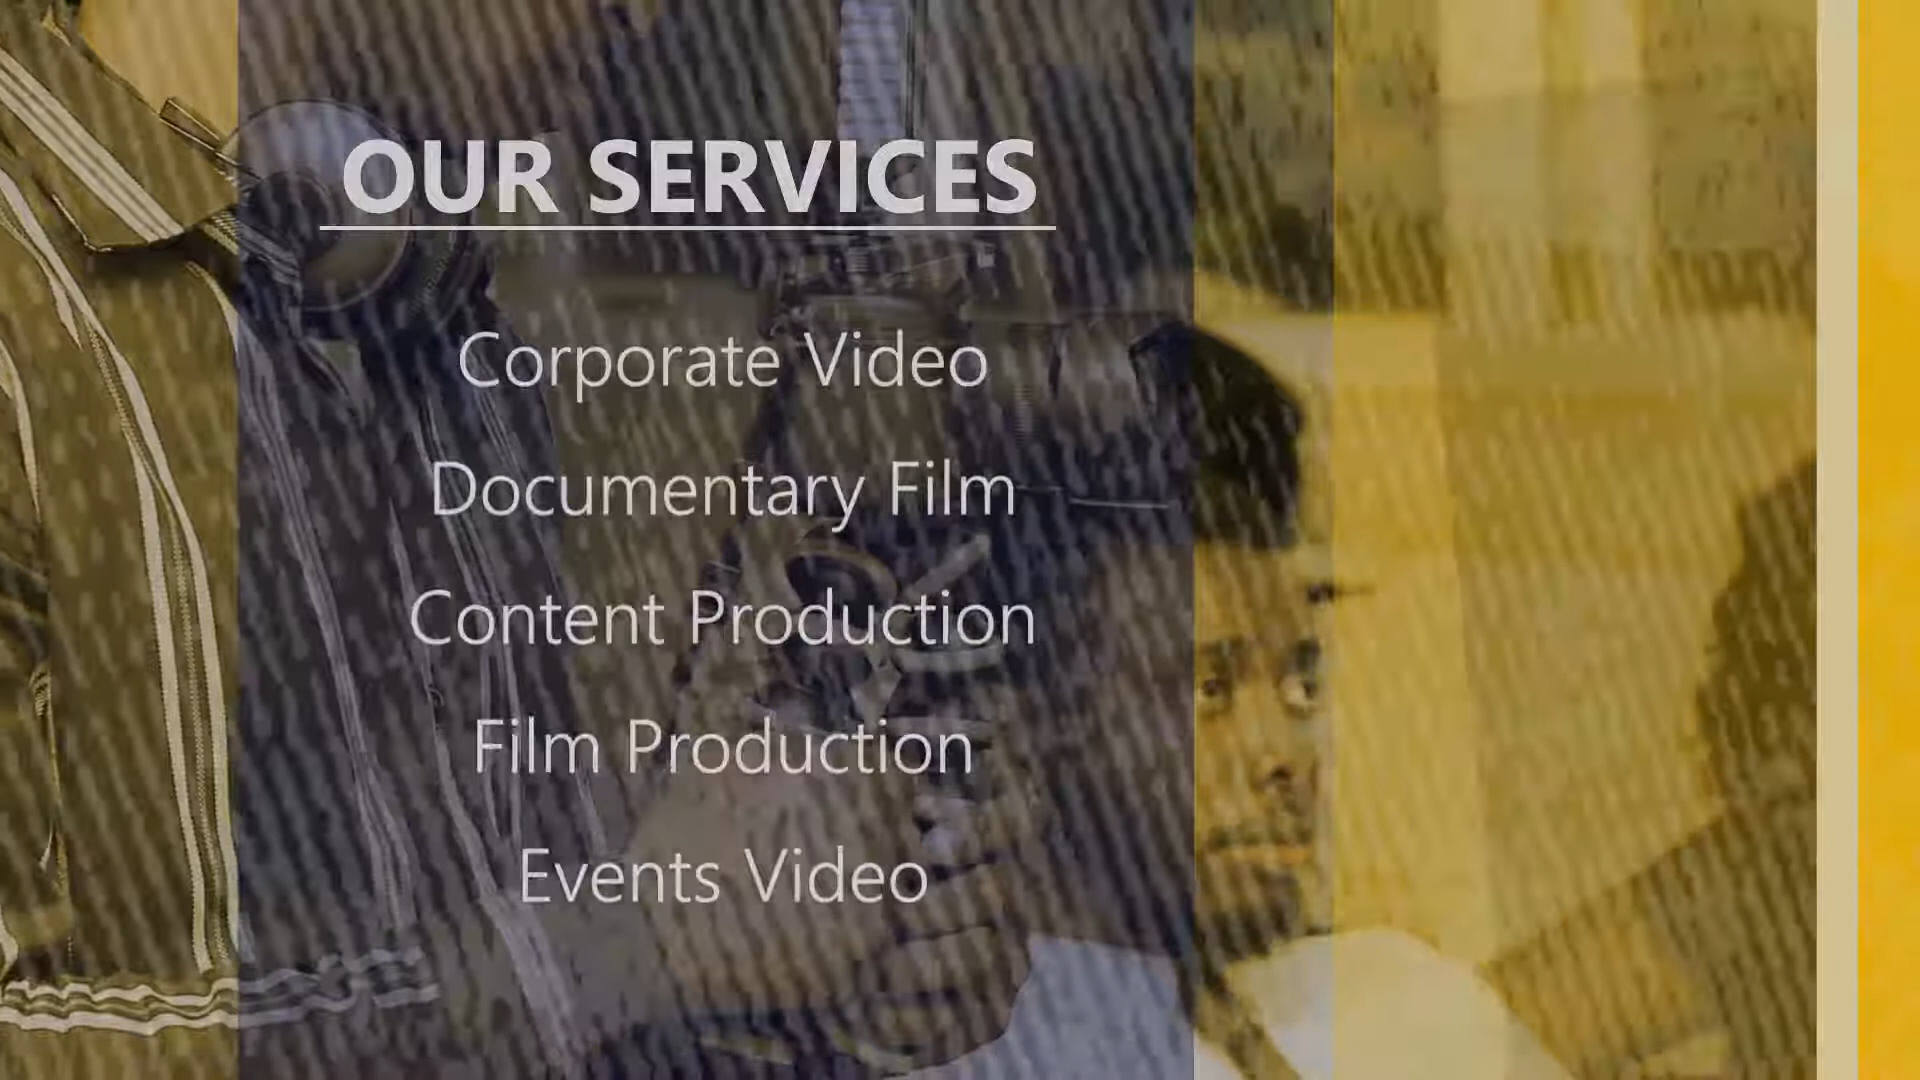 OUR SERVICES
Corporate Video
Documentary Film
Content Production
Film Production
Events Video